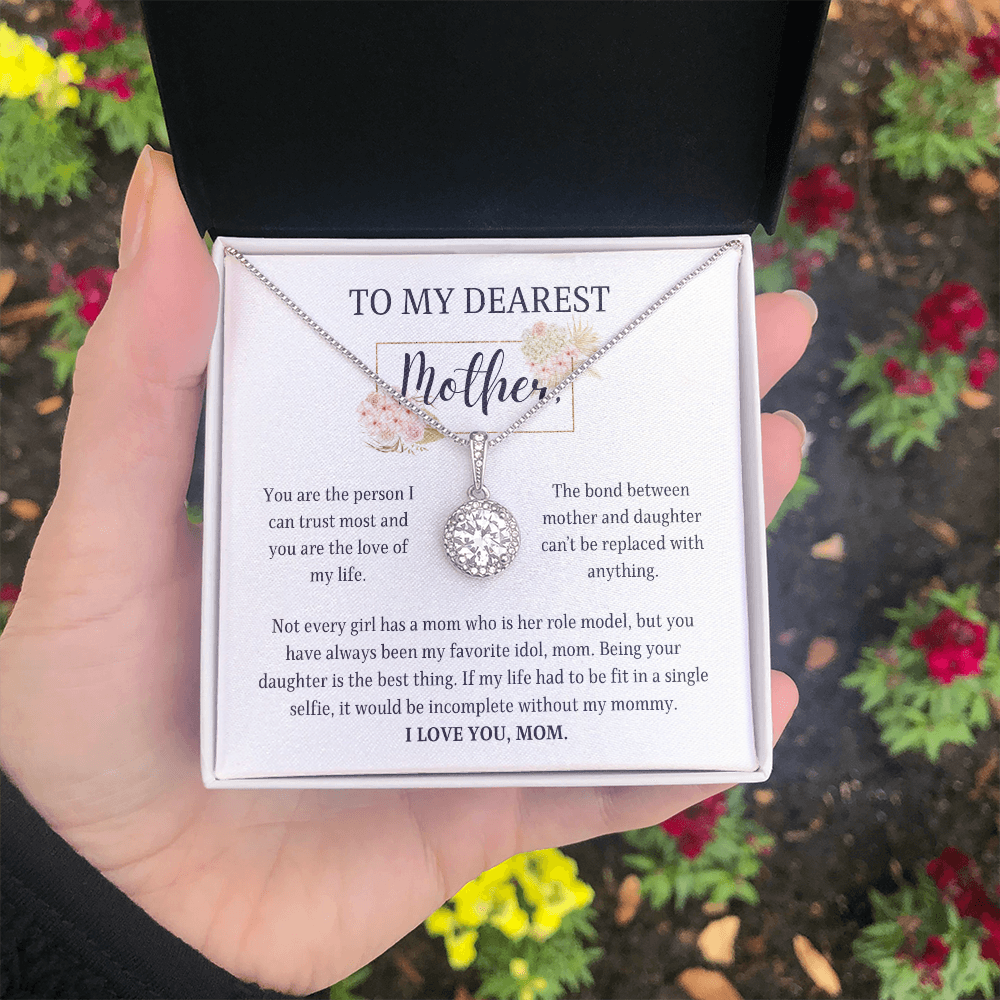 TO MY DEAREST
Mother,
You are the person I
can trust most and
you are the love of
my life.
The bond between
mother and daughter
can’t be replaced with
anything.
Not every girl has a mom who is her role model, but you
have always been my favorite idol, mom. Being your
daughter is the best thing. If my life had to be fit in a single
selfie, it would be incomplete without my mommy.
I LOVE YOU, MOM.